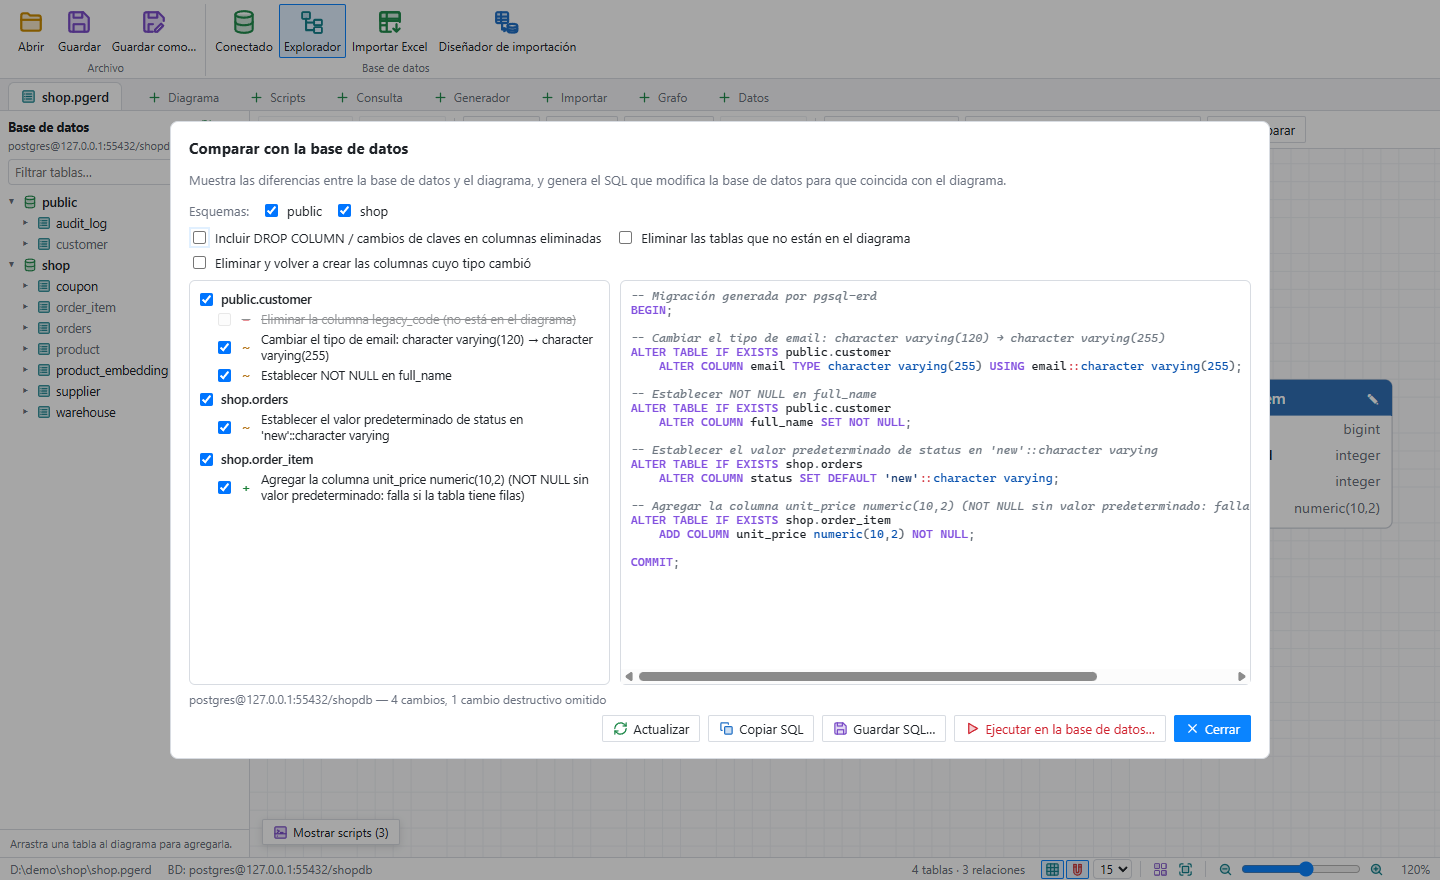 Abrir
Guardar
Guardar como...
Conectado
Explorador
Importar Excel
Diseñador de importación
Archivo
Base de datos
shop.pgerd
+ Diagrama
+ Scripts
+ Consulta
+ Generador
+ Importar
+ Grafo
+ Datos
Base de datos
postgres@127.0.0.1:55432/shopd
Filtrar tablas...
public
audit_log
customer
shop
coupon
order_item
orders
product
product_embedding
supplier
warehouse
Arrastra una tabla al diagrama para agregarla.
arar
em
bigint
integer
integer
numeric(10,2)
Comparar con la base de datos
Muestra las diferencias entre la base de datos y el diagrama, y genera el SQL que modifica la base de datos para que coincida con el diagrama.
Esquemas: public shop
Incluir DROP COLUMN / cambios de claves en columnas eliminadas
Eliminar las tablas que no están en el diagrama
Eliminar y volver a crear las columnas cuyo tipo cambió
public.customer
− Eliminar la columna legacy_code (no está en el diagrama)
~ Cambiar el tipo de email: character varying(120) → character
varying(255)
~ Establecer NOT NULL en full_name
shop.orders
~ Establecer el valor predeterminado de status en
'new'::character varying
shop.order_item
+ Agregar la columna unit_price numeric(10,2) (NOT NULL sin
valor predeterminado: falla si la tabla tiene filas)
-- Migración generada por pgsql-erd
BEGIN;
-- Cambiar el tipo de email: character varying(120) → character varying(255)
ALTER TABLE IF EXISTS public.customer
ALTER COLUMN email TYPE character varying(255) USING email::character varying(255);
-- Establecer NOT NULL en full_name
ALTER TABLE IF EXISTS public.customer
ALTER COLUMN full_name SET NOT NULL;
-- Establecer el valor predeterminado de status en 'new'::character varying
ALTER TABLE IF EXISTS shop.orders
ALTER COLUMN status SET DEFAULT 'new'::character varying;
-- Agregar la columna unit_price numeric(10,2) (NOT NULL sin valor predeterminado: falla
ALTER TABLE IF EXISTS shop.order_item
ADD COLUMN unit_price numeric(10,2) NOT NULL;
COMMIT;
postgres@127.0.0.1:55432/shopdb — 4 cambios, 1 cambio destructivo omitido
Actualizar
Copiar SQL
Guardar SQL...
Ejecutar en la base de datos...
Cerrar
Mostrar scripts (3)
D:\demo\shop\shop.pgerd
BD: postgres@127.0.0.1:55432/shopdb
4 tablas · 3 relaciones
15
120%